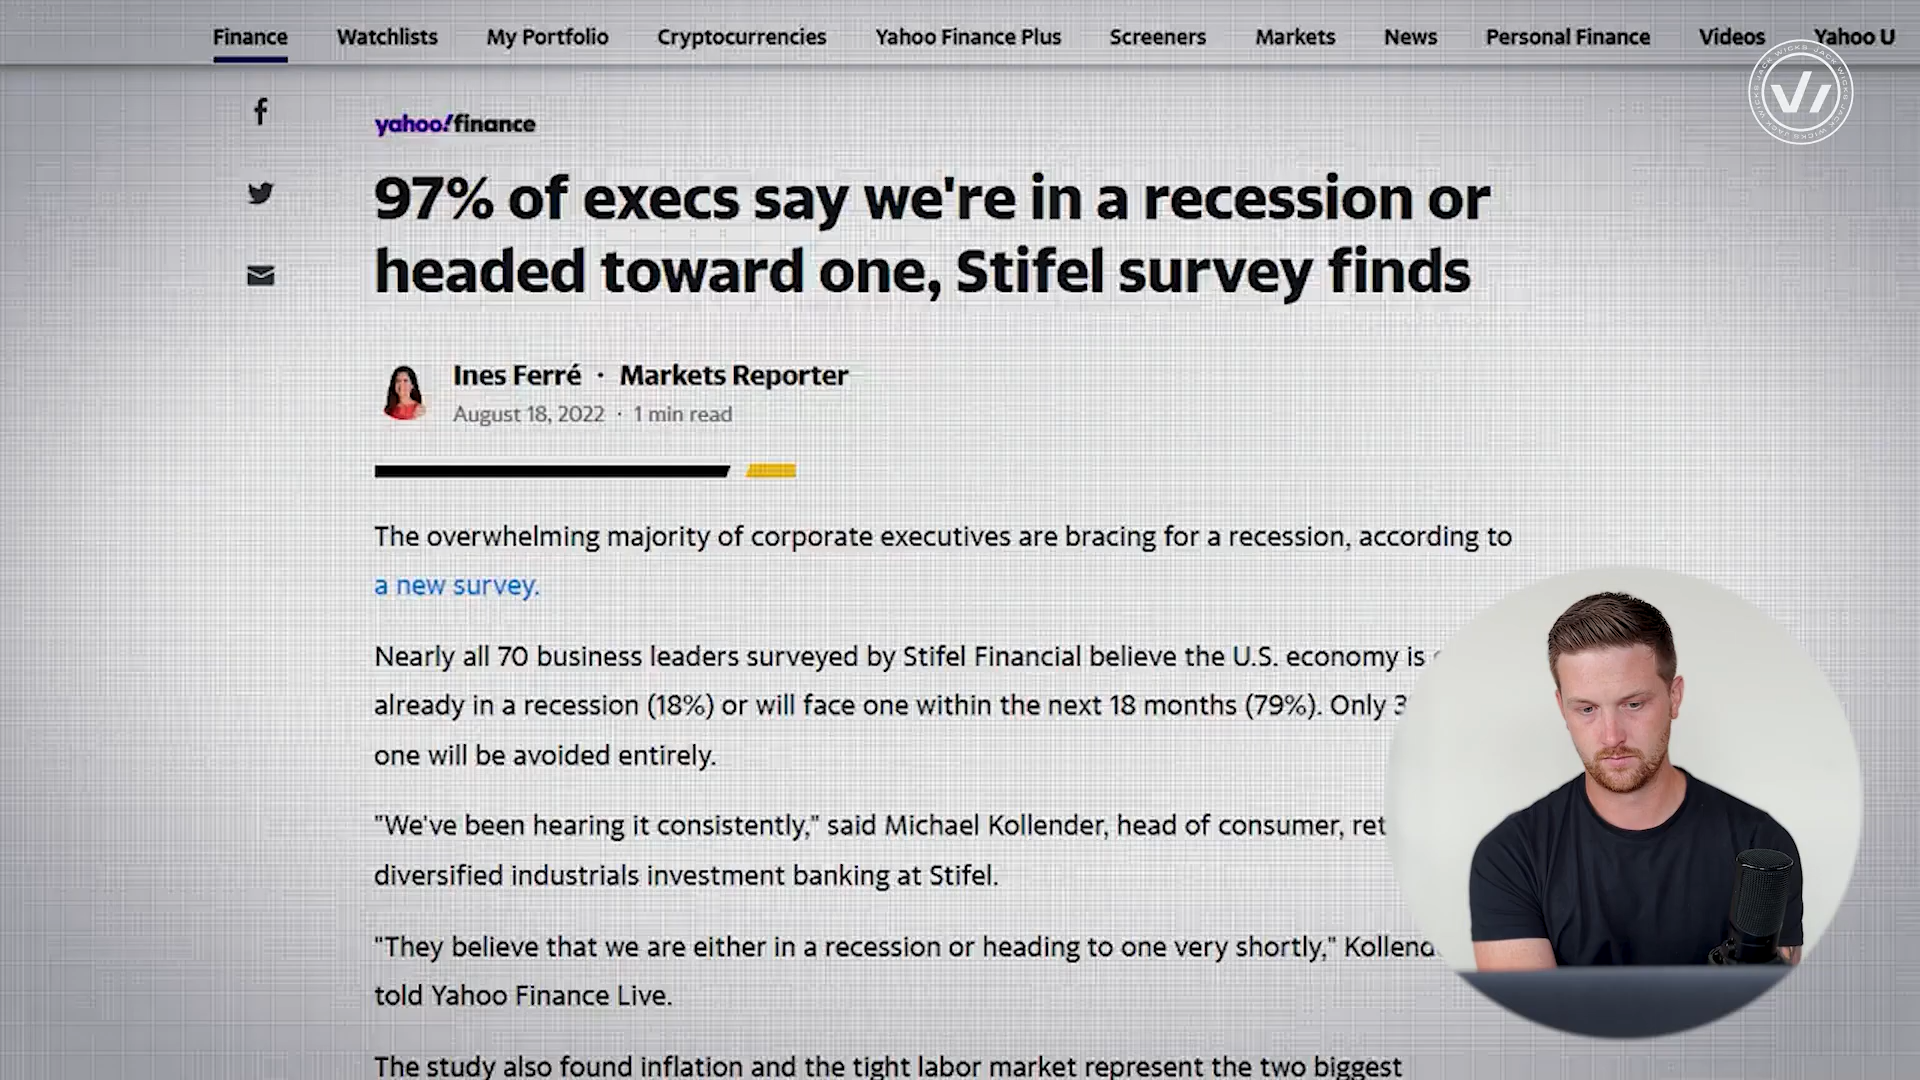 Finance Watchlists My Portfolio Cryptocurrencies Yahoo Finance Plus Screeners Markets News Personal Finance Videos Yahoo U
JACK WICKS JACK WICKS JACK WICKS
yahoo!finance
97% of execs say we're in a recession or
headed toward one, Stifel survey finds
Ines Ferré · Markets Reporter
August 18, 2022 · 1 min read
The overwhelming majority of corporate executives are bracing for a recession, according to
a new survey.
Nearly all 70 business leaders surveyed by Stifel Financial believe the U.S. economy is
already in a recession (18%) or will face one within the next 18 months (79%). Only 3
one will be avoided entirely.
"We've been hearing it consistently," said Michael Kollender, head of consumer, ret
diversified industrials investment banking at Stifel.
"They believe that we are either in a recession or heading to one very shortly," Kollend
told Yahoo Finance Live.
The study also found inflation and the tight labor market represent the two biggest